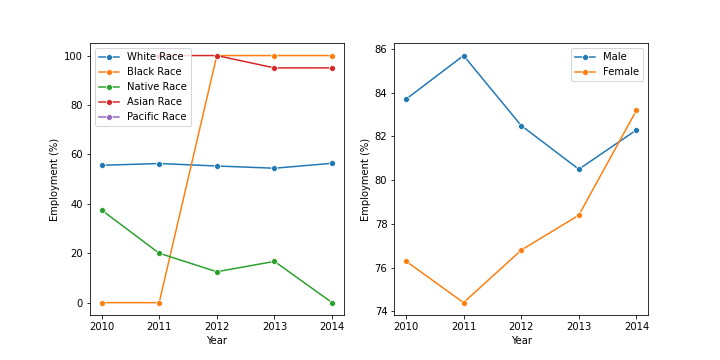 White Race
Black Race
Native Race
Asian Race
Pacific Race
100
80
60
40
20
0
Employment (%)
2010 2011 2012 2013 2014
Year
Male
Female
86
84
82
80
78
76
74
Employment (%)
2010 2011 2012 2013 2014
Year